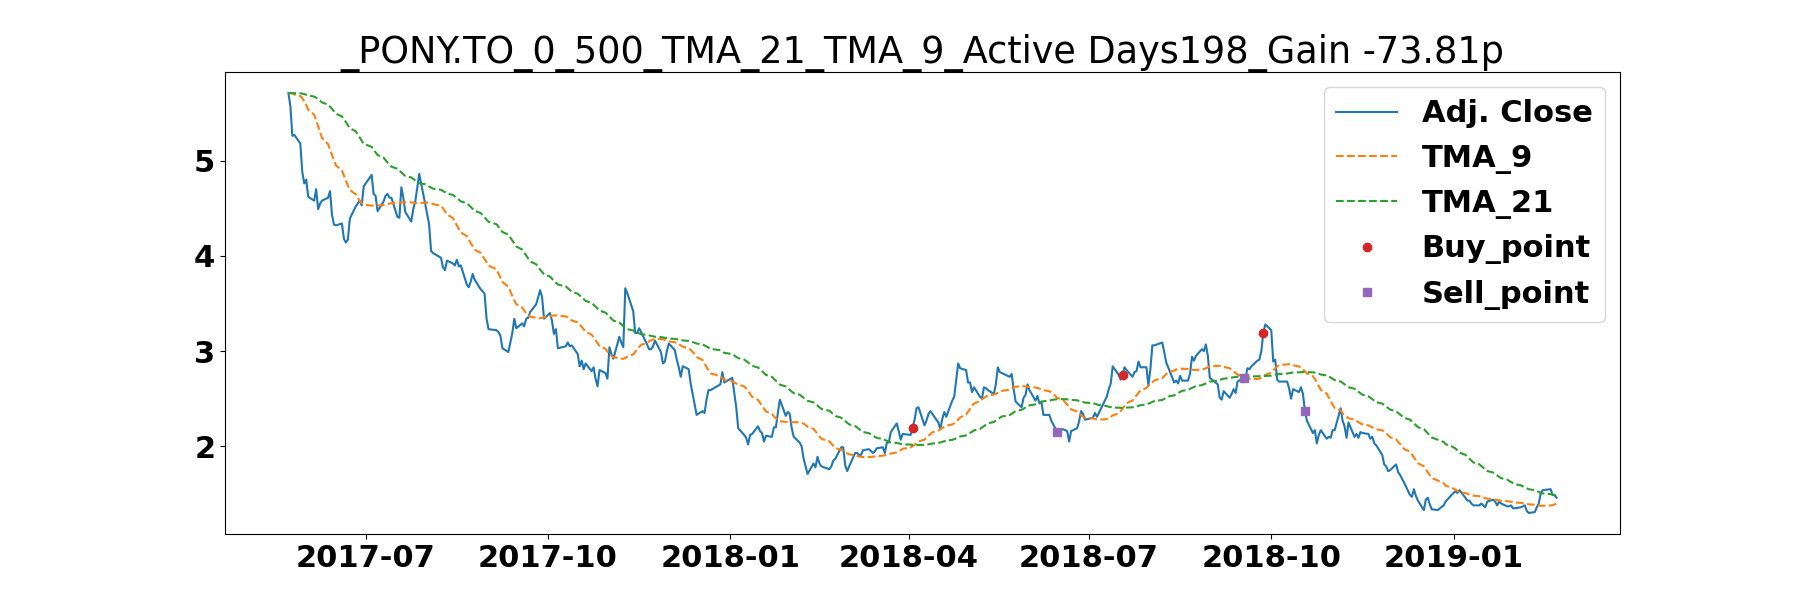 _PONY.TO_0_500_TMA_21_TMA_9_Active Days198_Gain -73.81p
Adj. Close
TMA_9
TMA_21
Buy_point
Sell_point
5
4
3
2
2017-07 2017-10 2018-01 2018-04 2018-07 2018-10 2019-01